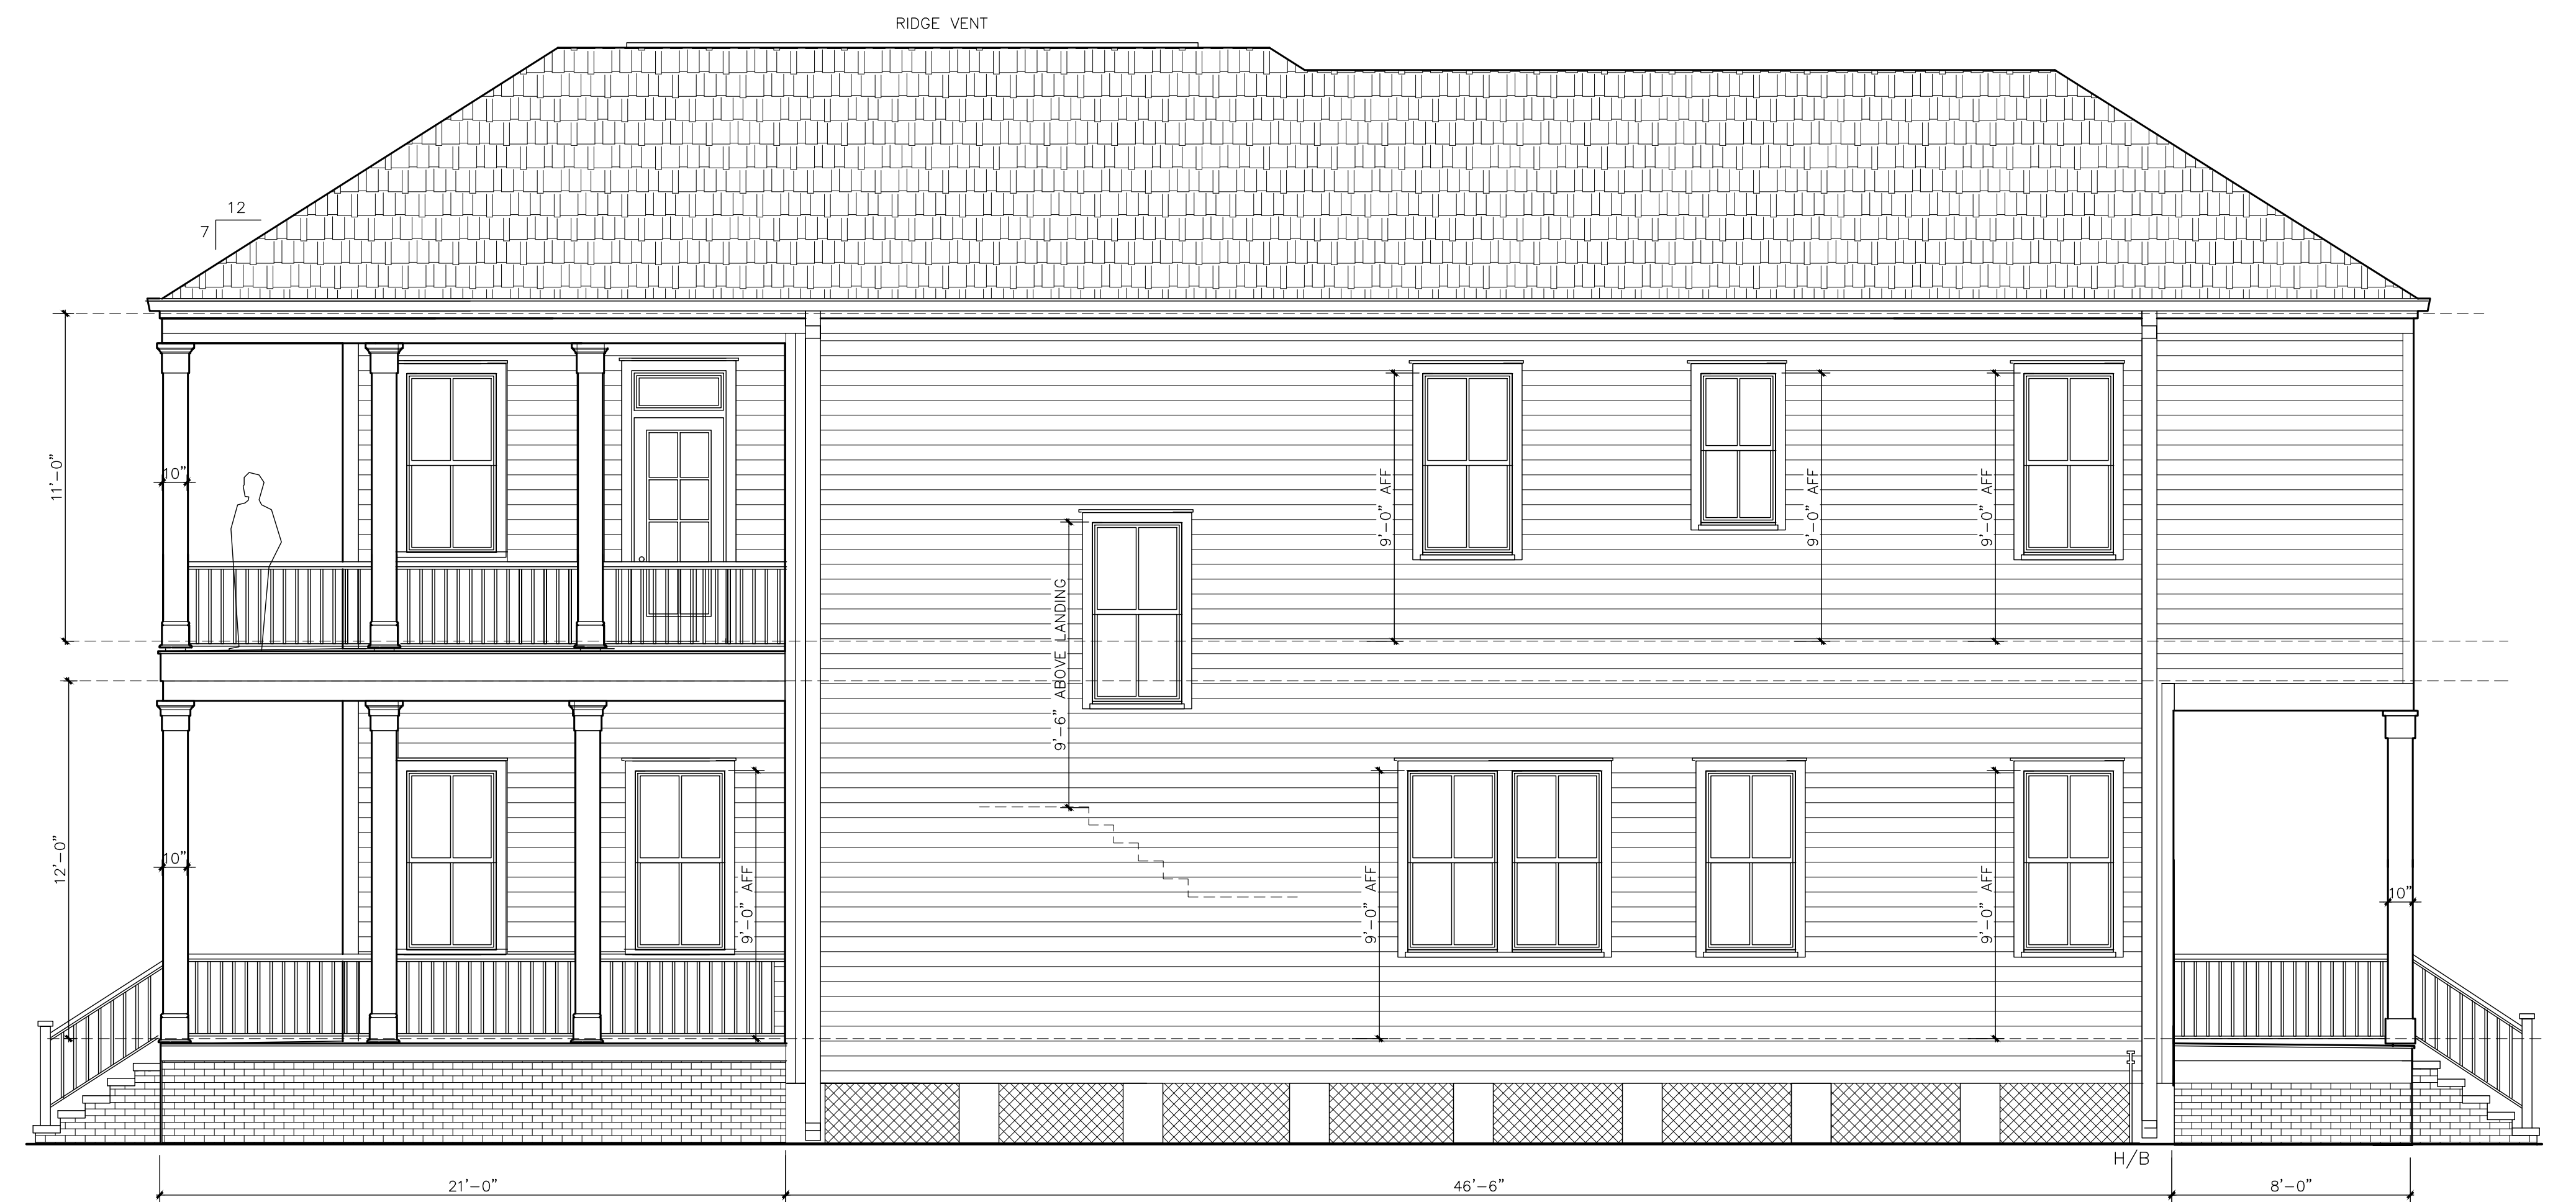 RIDGE VENT
12
7
11'-0"
10"
9'-0" AFF
9'-0" AFF
9'-0" AFF
9'-6" ABOVE LANDING
12'-0"
10"
9'-0" AFF
9'-0" AFF
9'-0" AFF
10"
H/B
21'-0"
46'-6"
8'-0"